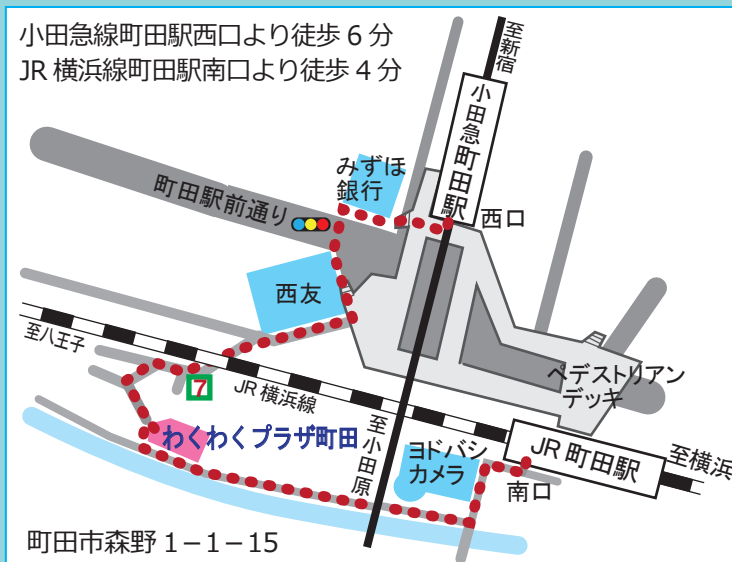 小田急線町田駅西口より徒歩６分
JR 横浜線町田駅南口より徒歩４分
至新宿
小田急町田駅
みずほ
銀行
町田駅前通り
西口
西友
至八王子
JR 横浜線
7
ペデストリアン
デッキ
わくわくプラザ町田
至小田原
ヨドバシ
カメラ
JR 町田駅
至横浜
南口
町田市森野１−１−15